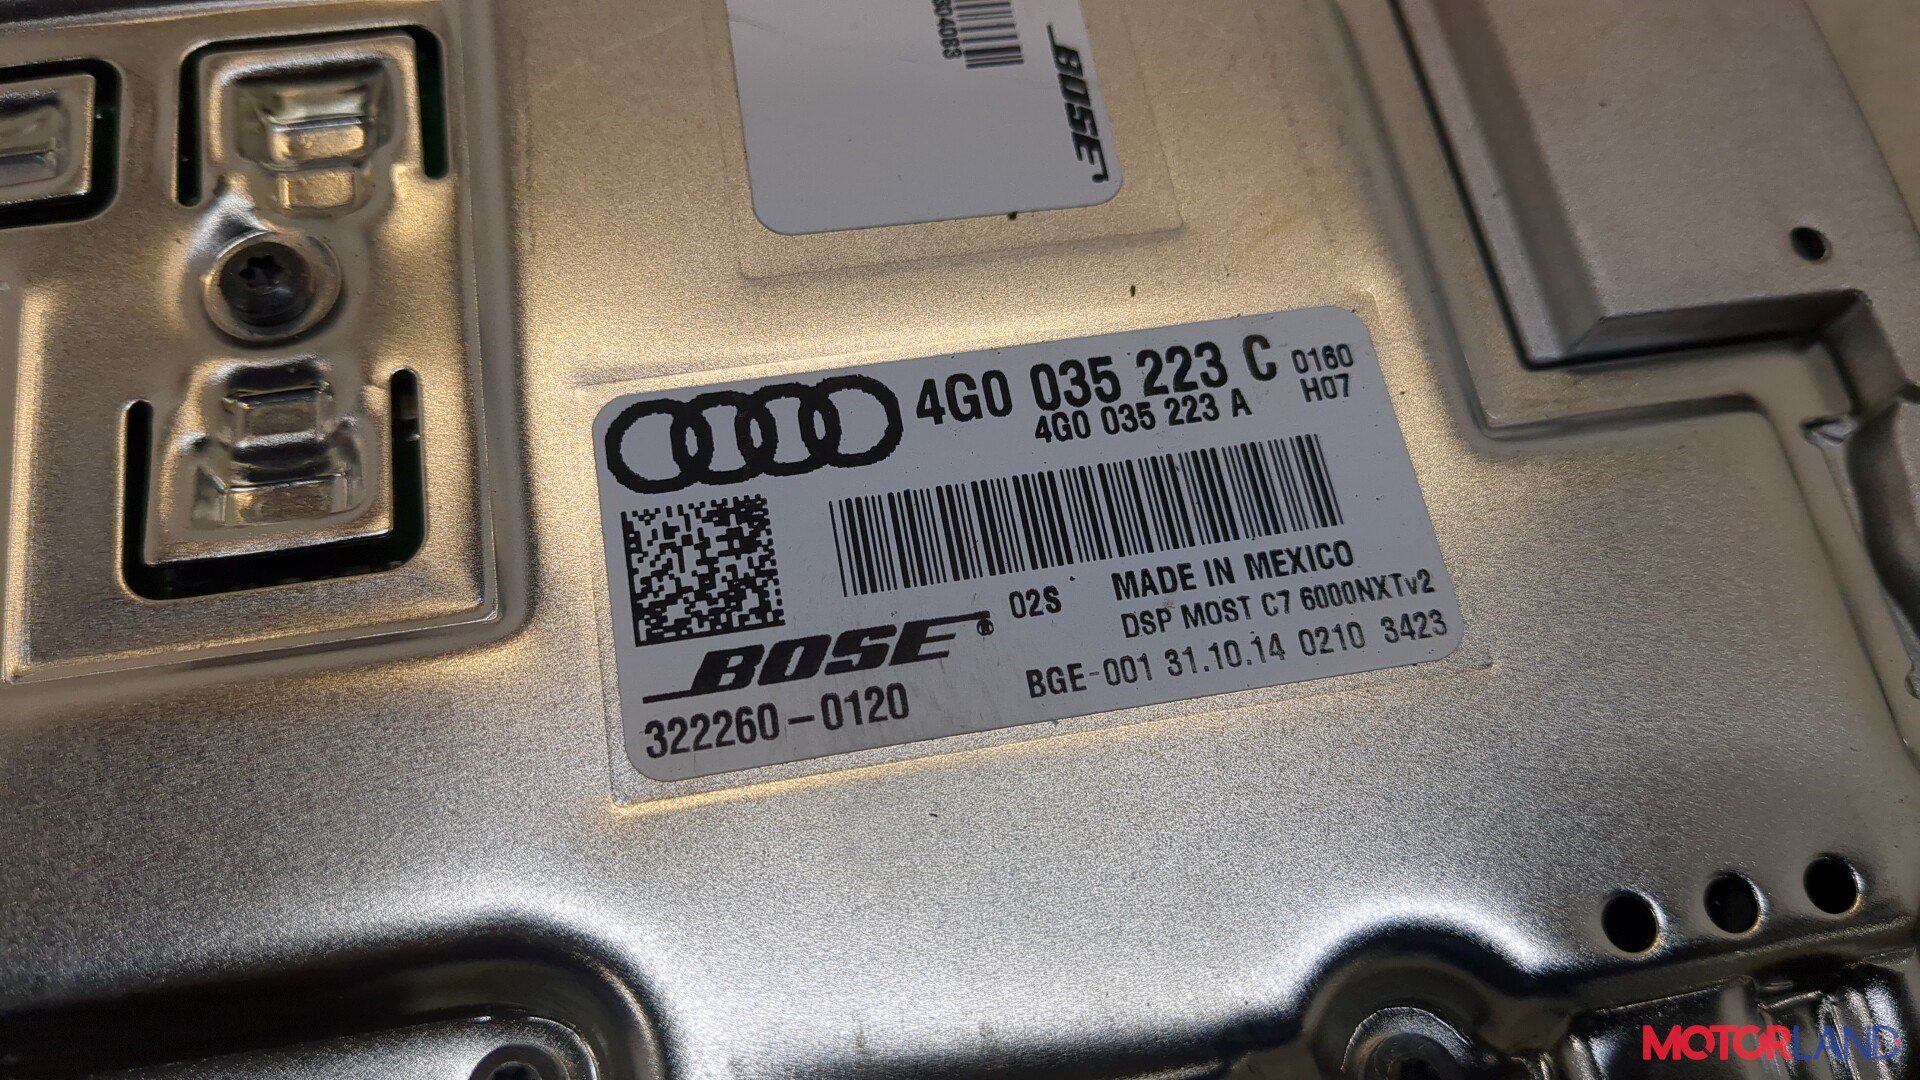 304083
BOSE
4G0 035 223 C 0160
4G0 035 223 A H07
02S MADE IN MEXICO
DSP MOST C7 6000NXTv2
BOSE®
BGE-001 31.10.14 0210 3423
322260-0120
MOTORLAND